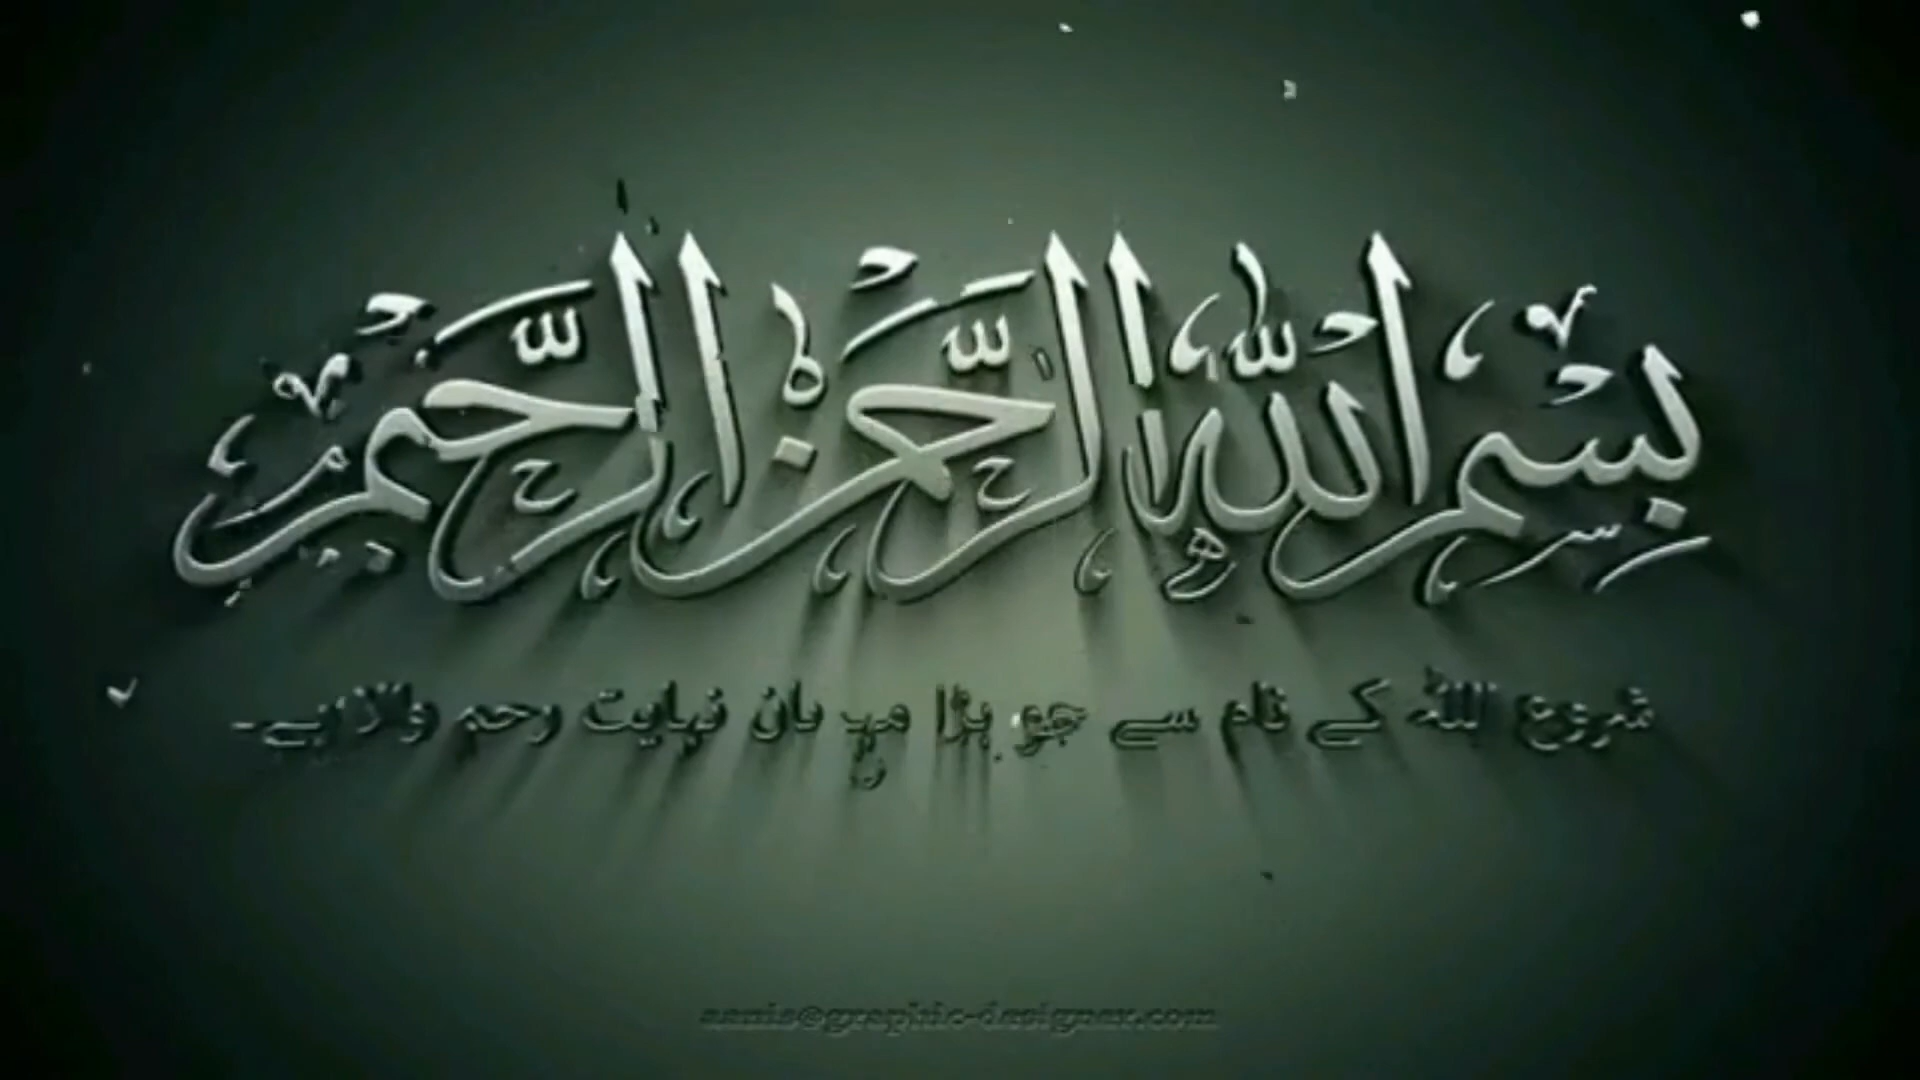 بسم الله الرحمن الرحيم
شروع اللہ کے نام سے جو بڑا مہربان نہایت رحم والا ہے۔